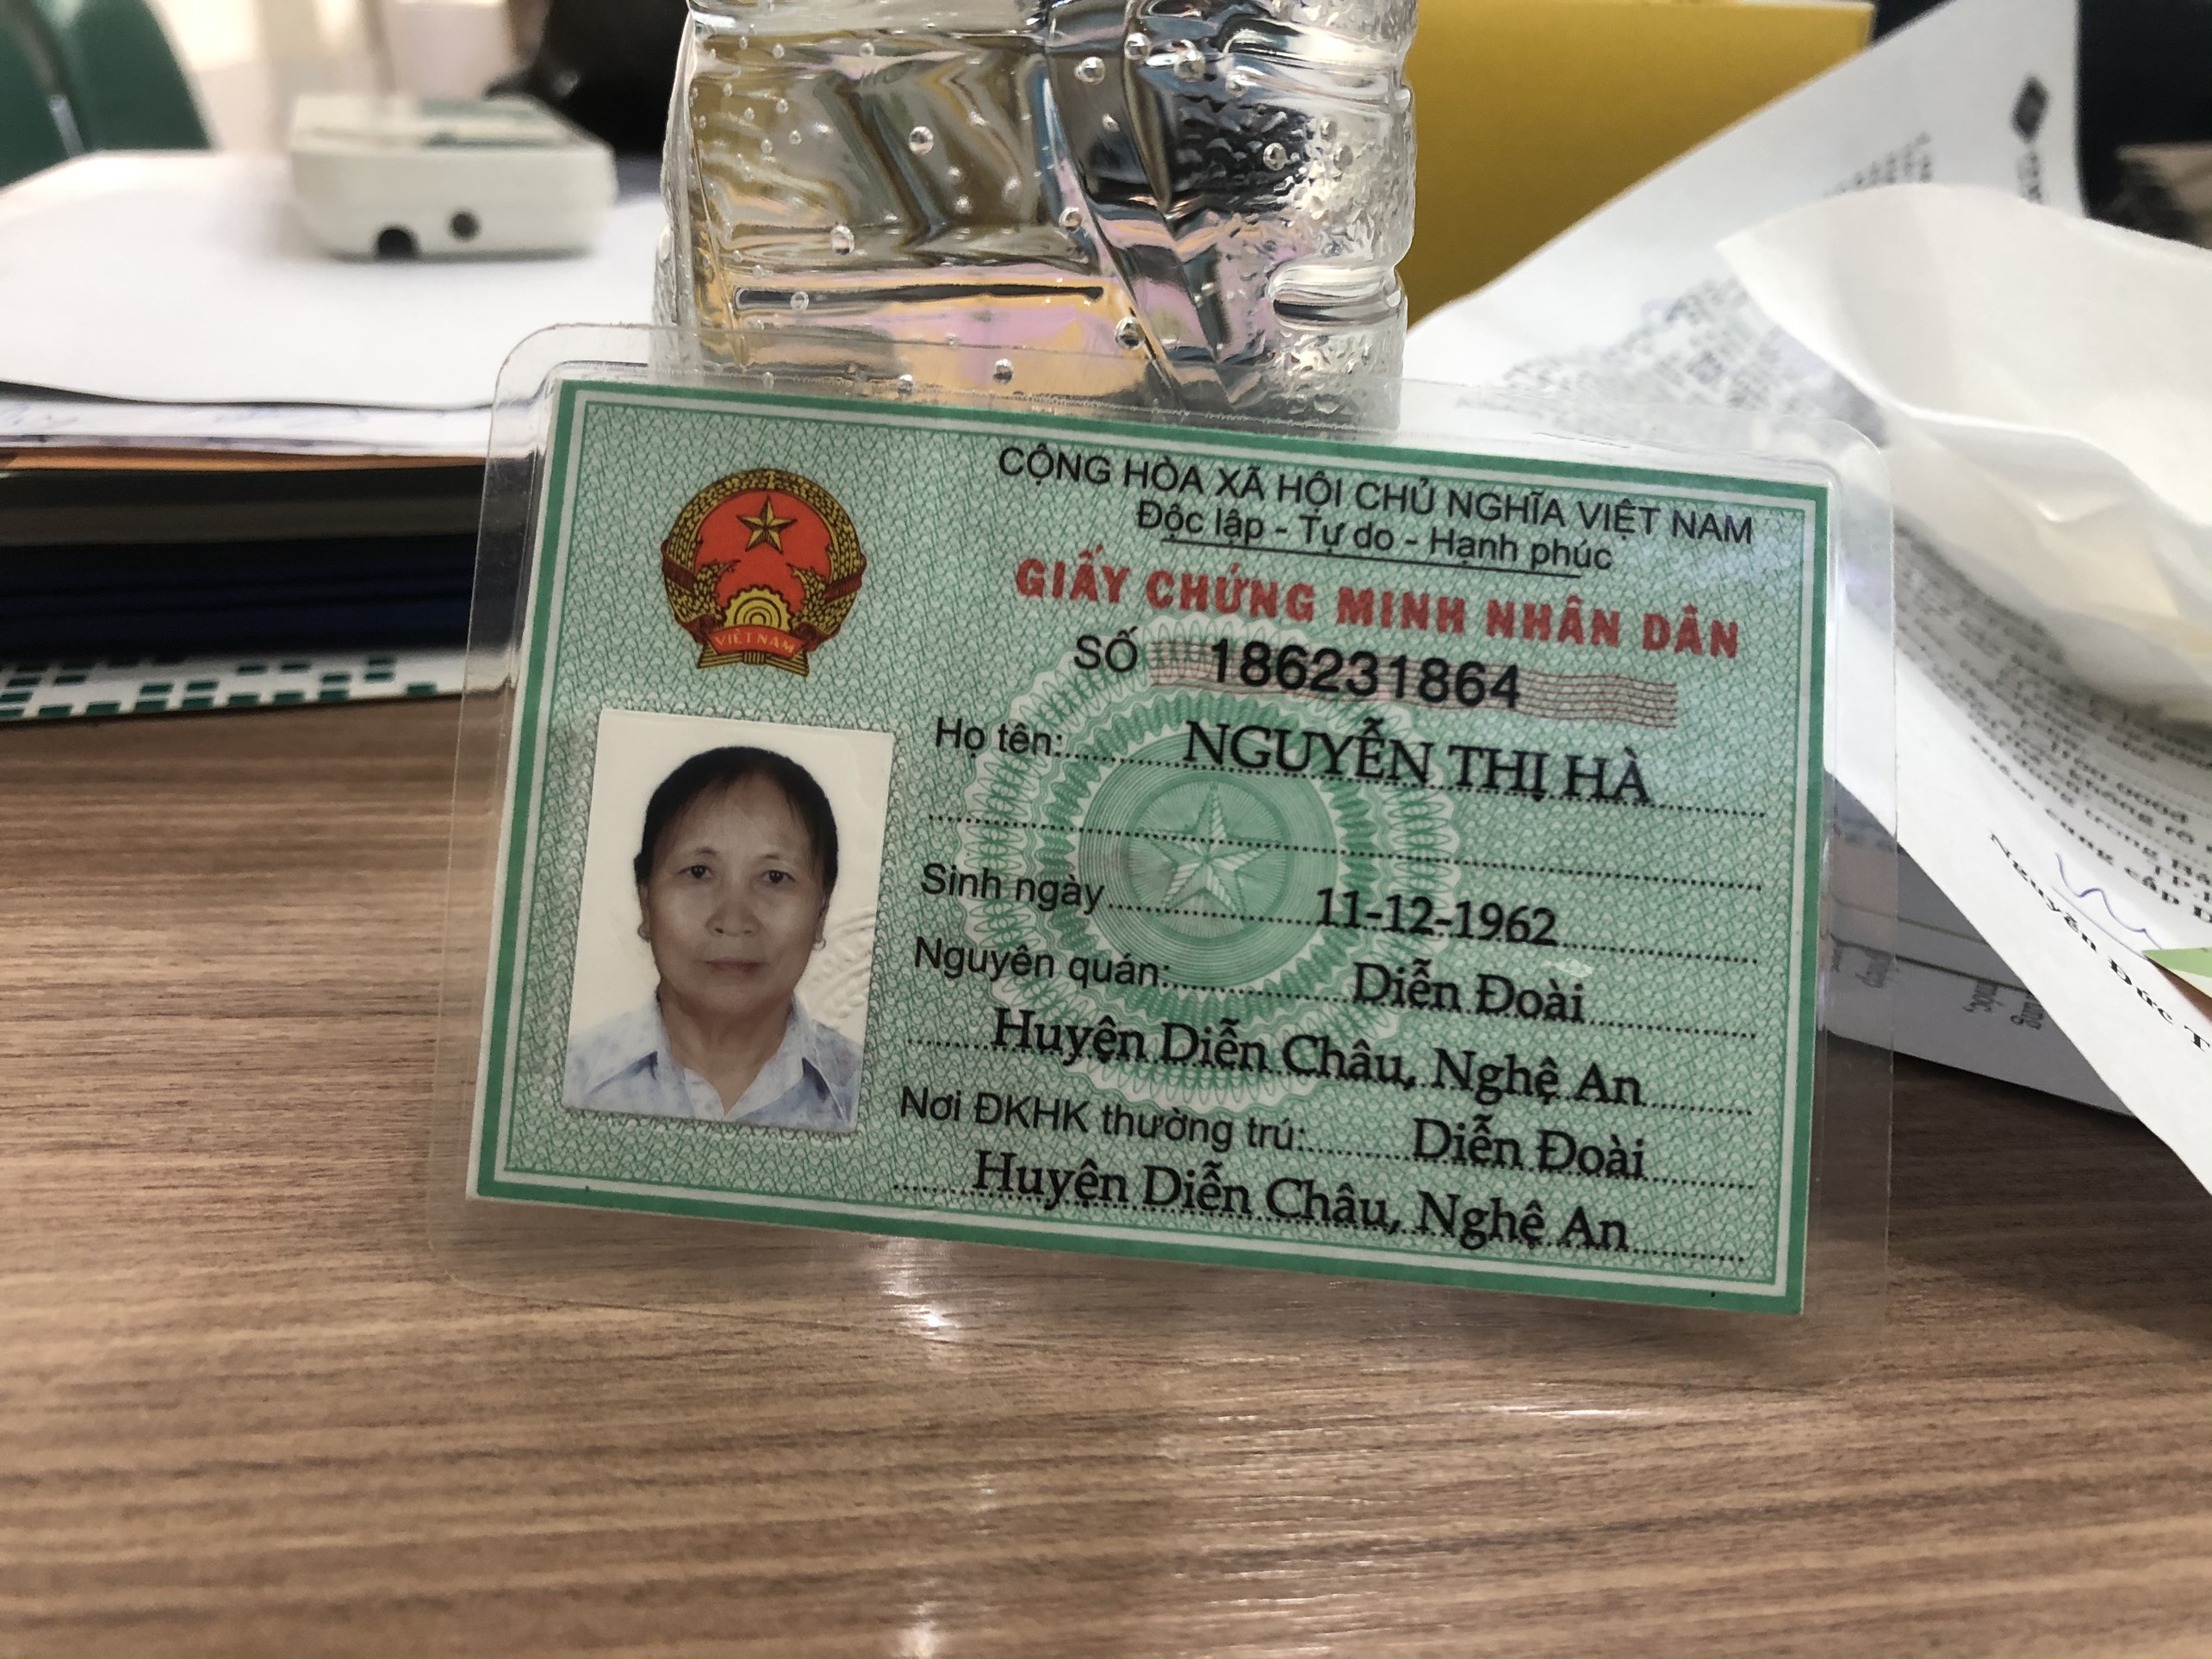 CỘNG HÒA XÃ HỘI CHỦ NGHĨA VIỆT NAM
Độc lập - Tự do - Hạnh phúc
GIẤY CHỨNG MINH NHÂN DÂN
SỐ 186231864
VIỆT NAM
Họ tên: NGUYỄN THỊ HÀ
Sinh ngày 11-12-1962
Nguyên quán: Diễn Đoài
Huyện Diễn Châu, Nghệ An
Nơi ĐKHK thường trú: Diễn Đoài
Huyện Diễn Châu, Nghệ An
Nguyễn Đức